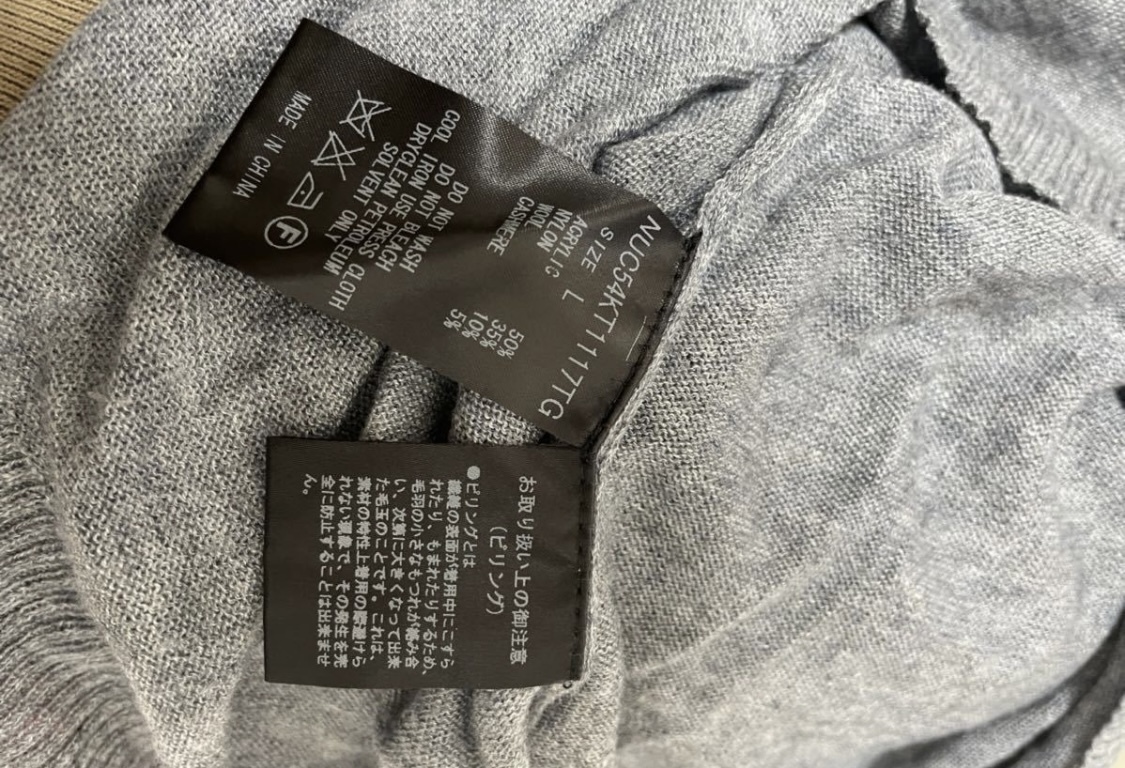 NUC54KT1117TG
SIZE L
ACRYLIC 50%
NYLON 35%
WOOL 10%
CASHMERE 5%
DO NOT WASH
DO NOT BLEACH
COOL IRON USE PRESS CLOTH
DRYCLEAN PETROLEUM
SOLVENT ONLY
F
MADE IN CHINA
お取り扱い上の御注意
（ピリング）
●ピリングとは
繊維の表面が着用中にこすら
れたり、もまれたりするため、
毛羽の小さなもつれが絡み合
い、次第に大きくなって出来
た毛玉のことです。これは、
素材の特性上着用の際避けら
れない現象で、その発生を完
全に防止することは出来ませ
ん。